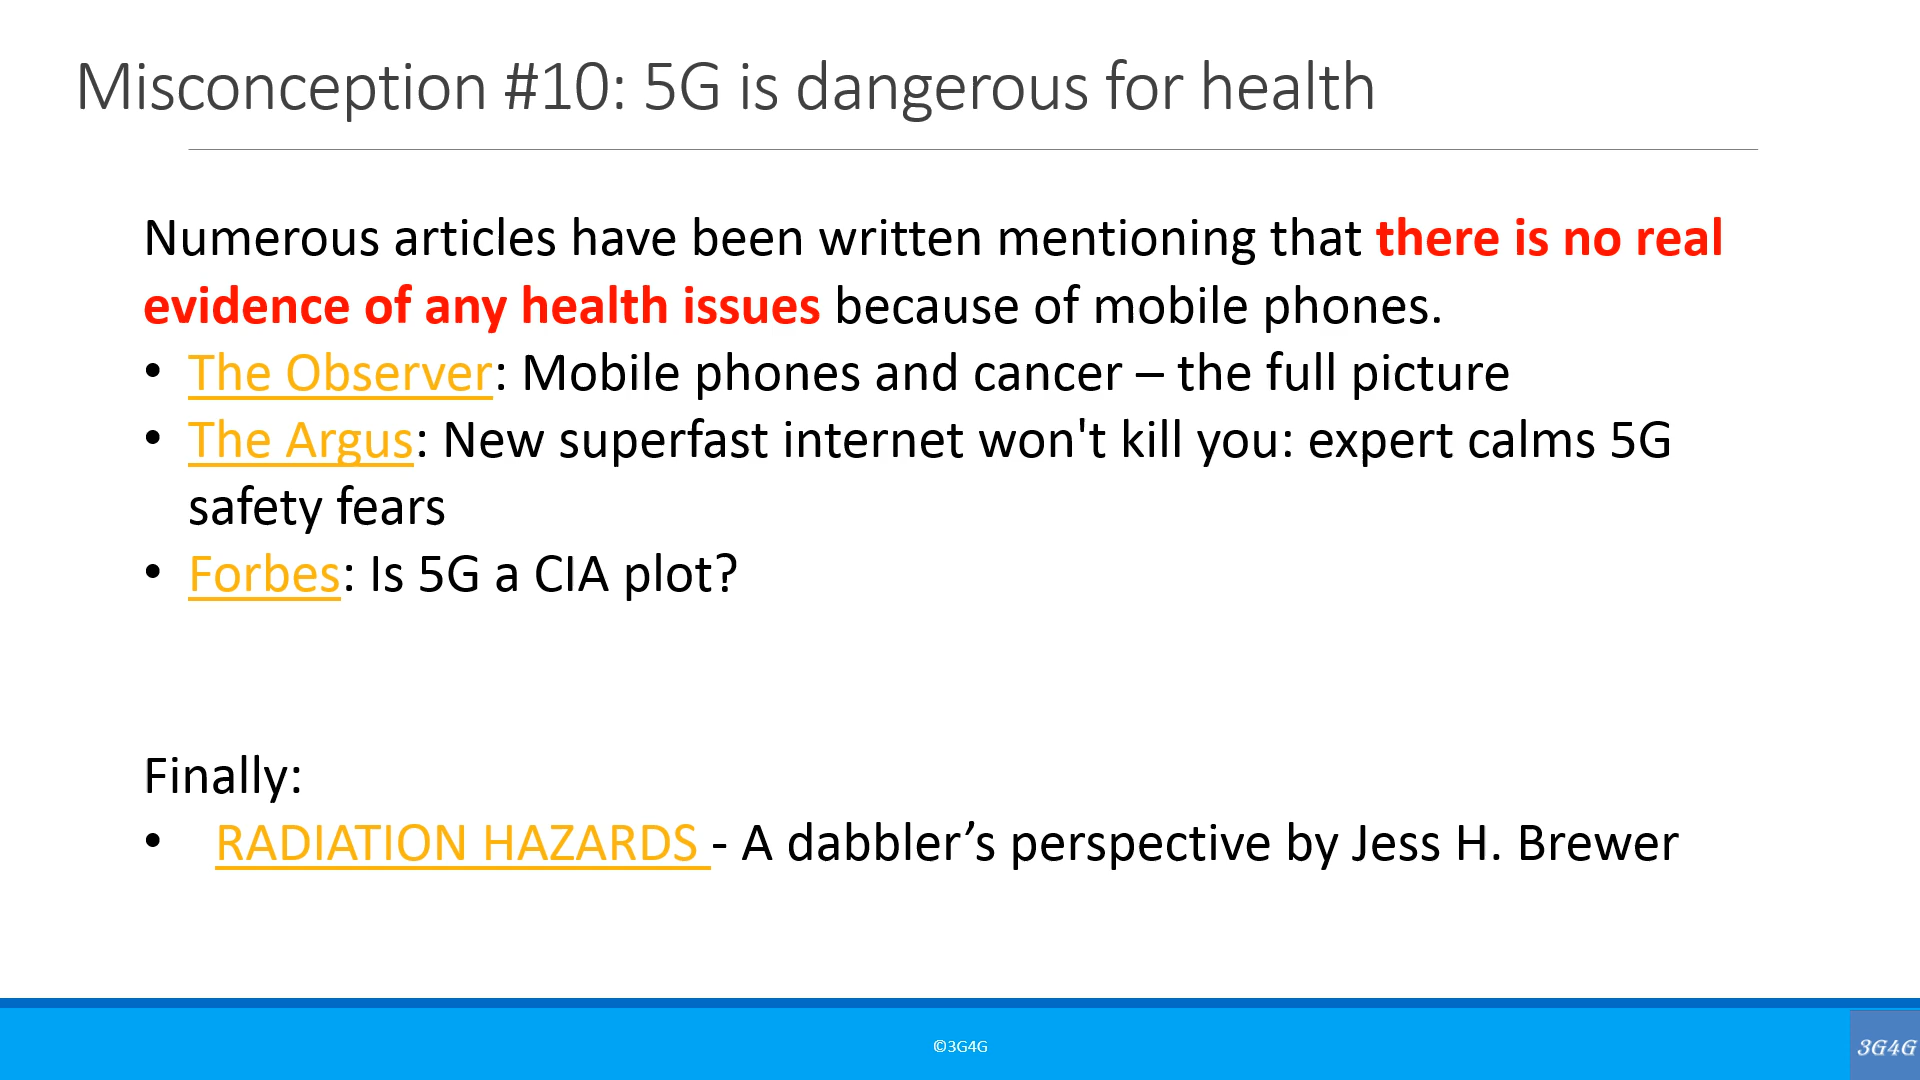 Misconception #10: 5G is dangerous for health
Numerous articles have been written mentioning that there is no real
evidence of any health issues because of mobile phones.
• The Observer: Mobile phones and cancer – the full picture
• The Argus: New superfast internet won't kill you: expert calms 5G
safety fears
• Forbes: Is 5G a CIA plot?
Finally:
• RADIATION HAZARDS - A dabbler’s perspective by Jess H. Brewer
©3G4G
3G4G